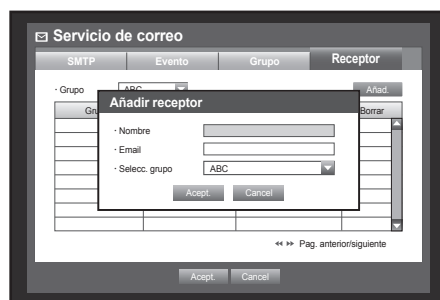 Servicio de correo
SMTP Evento Grupo Receptor
· Grupo ABC Añad.
Gru Borrar
Añadir receptor
· Nombre
· Email
· Selecc. grupo ABC
Acept. Cancel
Pag. anterior/siguiente
Acept. Cancel